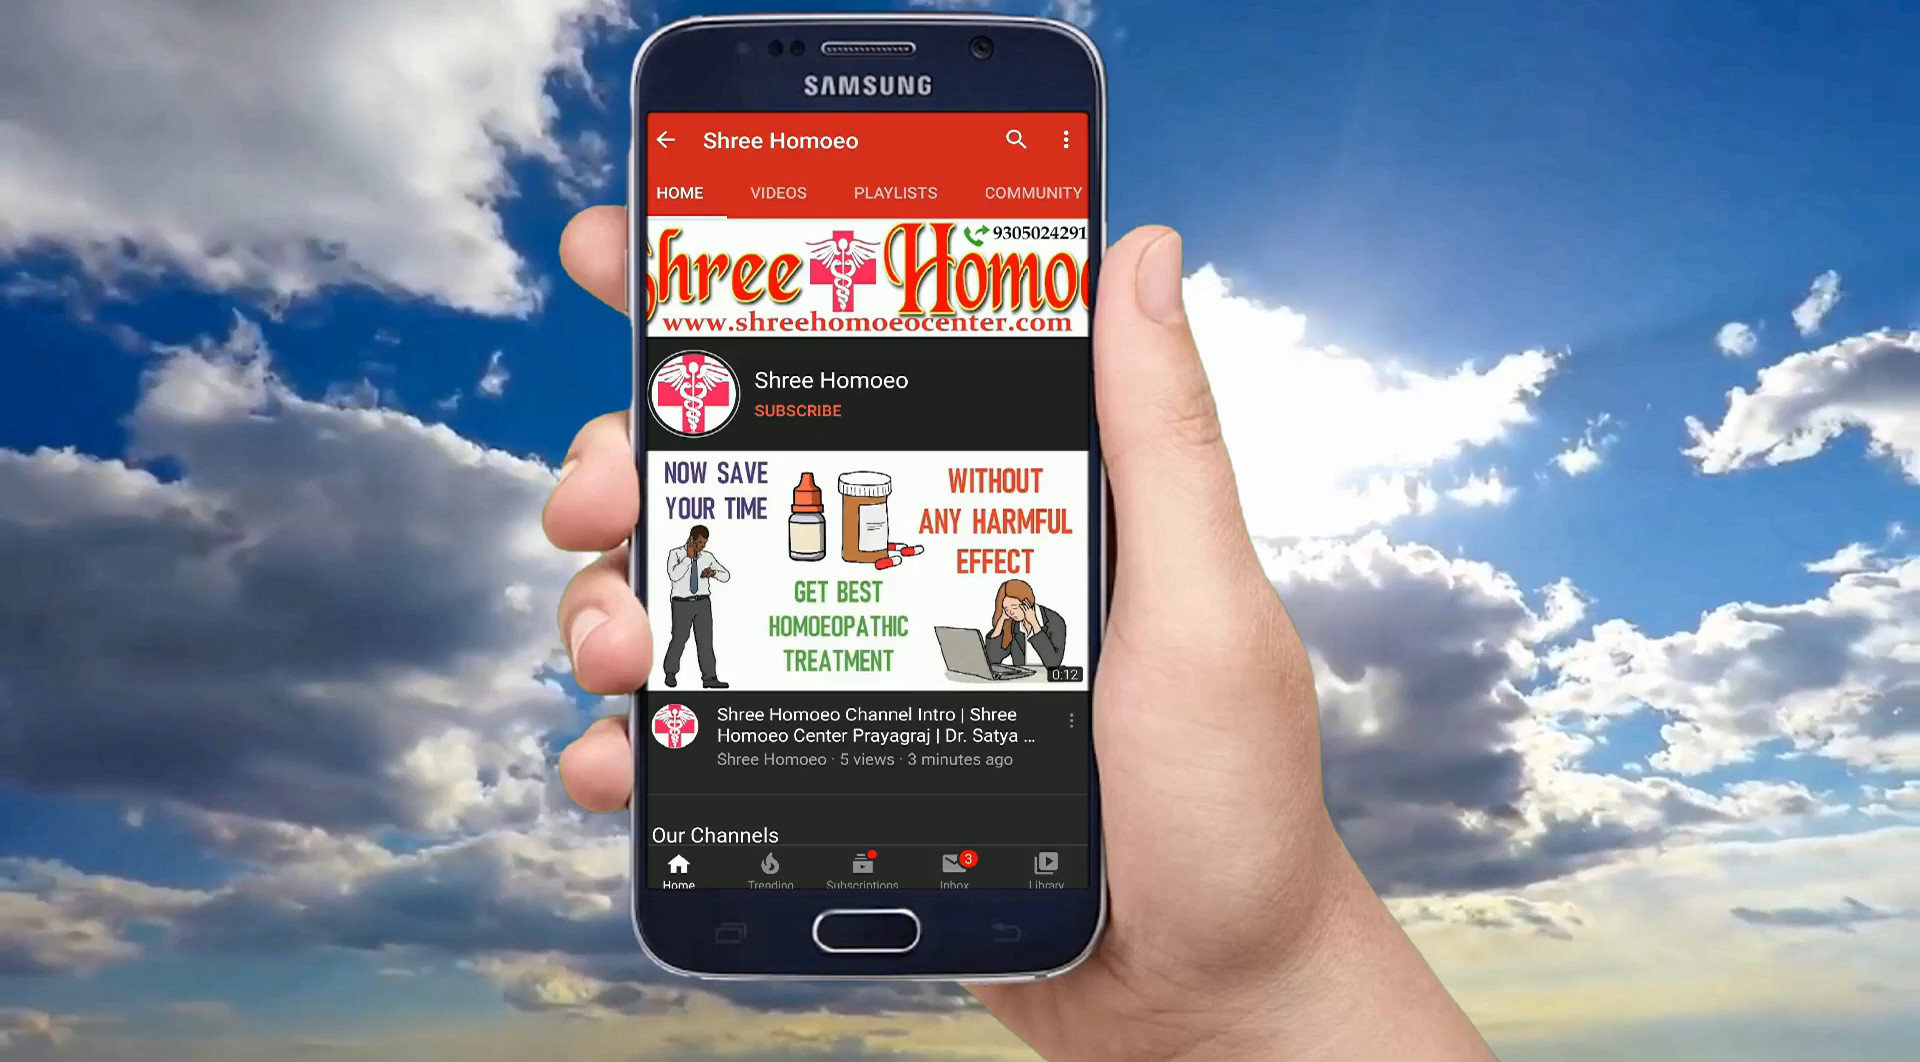 SAMSUNG
Shree Homoeo
HOME VIDEOS PLAYLISTS COMMUNITY
9305024291
Shree Homoe
www.shreehomoeocenter.com
Shree Homoeo
SUBSCRIBE
NOW SAVE
YOUR TIME
WITHOUT
ANY HARMFUL
EFFECT
GET BEST
HOMOEOPATHIC
TREATMENT
0:12
Shree Homoeo Channel Intro | Shree
Homoeo Center Prayagraj | Dr. Satya ...
Shree Homoeo · 5 views · 3 minutes ago
Our Channels
3
Home Trending Subscriptions Inbox Library